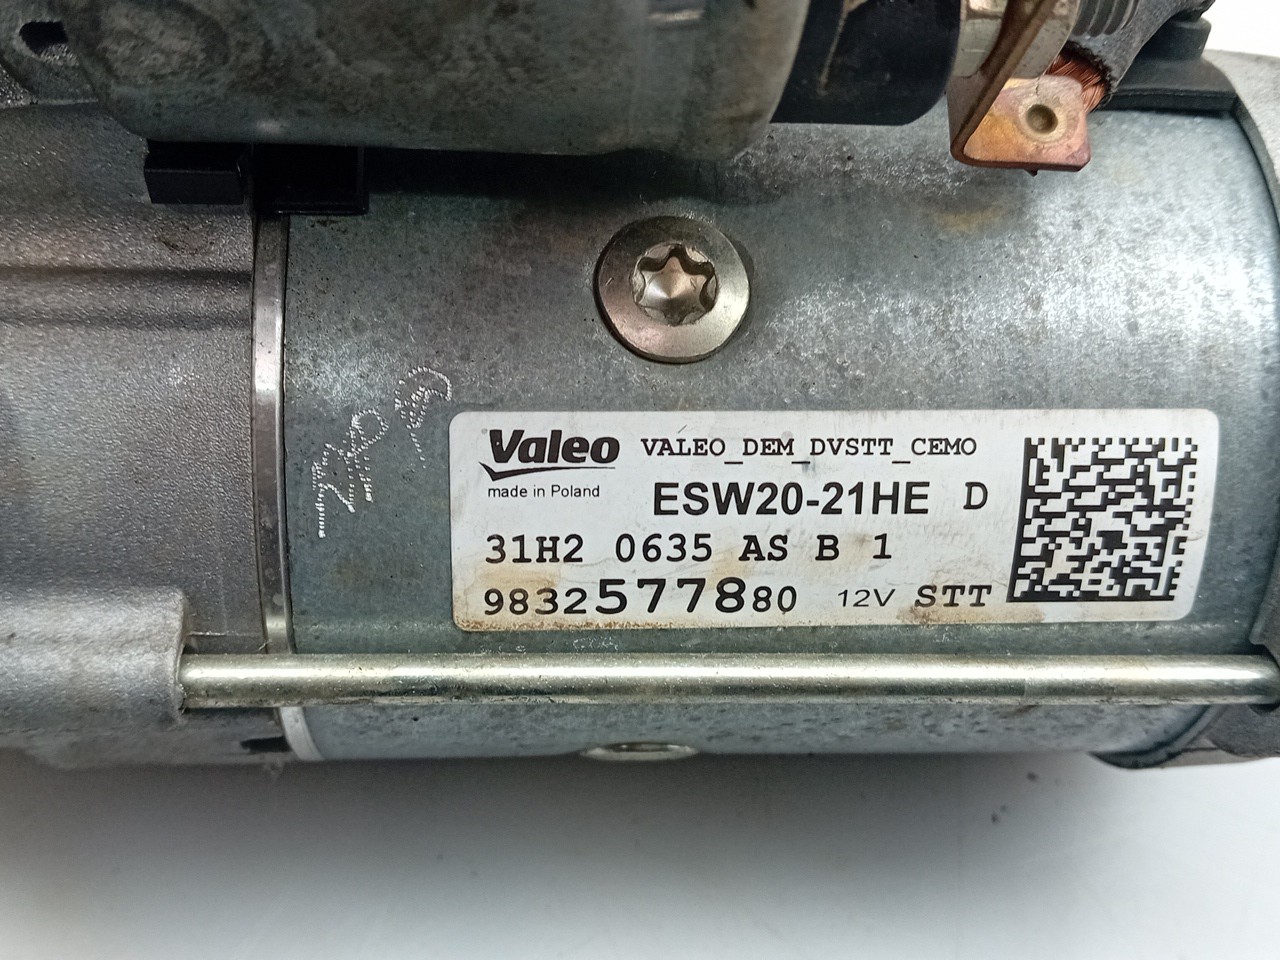 Valeo VALEO_DEM_DVSTT_CEMO
made in Poland ESW20-21HE D
31H2 0635 AS B 1
9832577880 12V STT